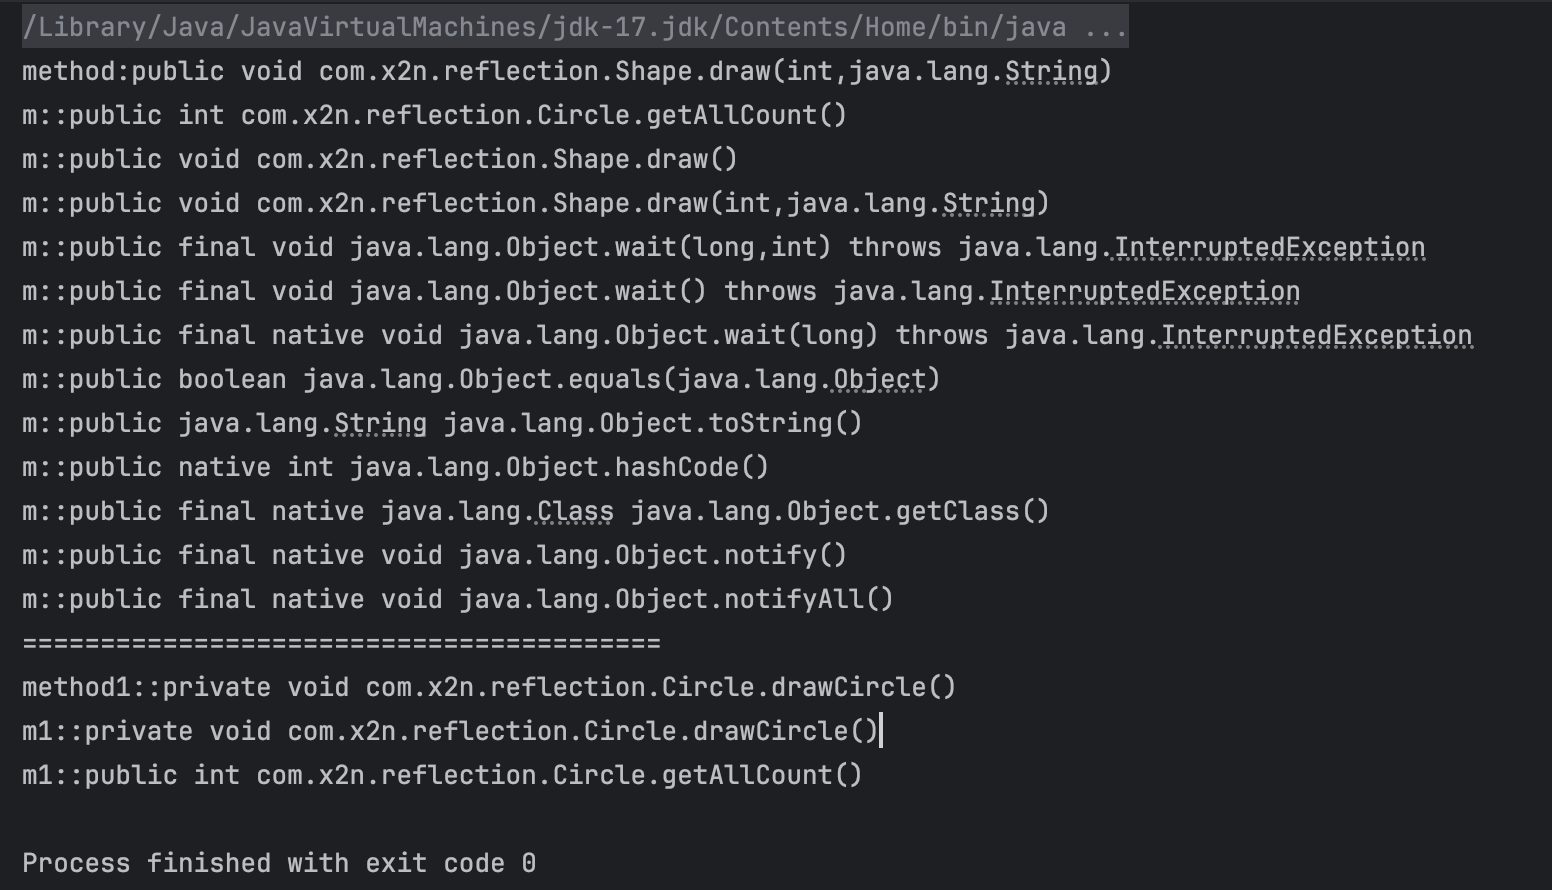 /Library/Java/JavaVirtualMachines/jdk-17.jdk/Contents/Home/bin/java ...
method:public void com.x2n.reflection.Shape.draw(int,java.lang.String)
m::public int com.x2n.reflection.Circle.getAllCount()
m::public void com.x2n.reflection.Shape.draw()
m::public void com.x2n.reflection.Shape.draw(int,java.lang.String)
m::public final void java.lang.Object.wait(long,int) throws java.lang.InterruptedException
m::public final void java.lang.Object.wait() throws java.lang.InterruptedException
m::public final native void java.lang.Object.wait(long) throws java.lang.InterruptedException
m::public boolean java.lang.Object.equals(java.lang.Object)
m::public java.lang.String java.lang.Object.toString()
m::public native int java.lang.Object.hashCode()
m::public final native java.lang.Class java.lang.Object.getClass()
m::public final native void java.lang.Object.notify()
m::public final native void java.lang.Object.notifyAll()
=========================================
method1::private void com.x2n.reflection.Circle.drawCircle()
m1::private void com.x2n.reflection.Circle.drawCircle()
m1::public int com.x2n.reflection.Circle.getAllCount()
Process finished with exit code 0